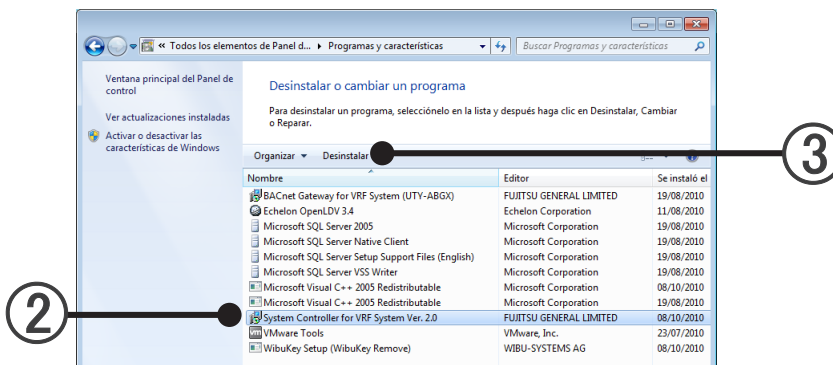 « Todos los elementos de Panel d... ▸ Programas y características
Buscar Programas y características
Ventana principal del Panel de
control
Ver actualizaciones instaladas
Activar o desactivar las
características de Windows
Desinstalar o cambiar un programa
Para desinstalar un programa, selecciónelo en la lista y después haga clic en Desinstalar, Cambiar
o Reparar.
Organizar Desinstalar
3
Nombre Editor Se instaló el
BACnet Gateway for VRF System (UTY-ABGX) FUJITSU GENERAL LIMITED 19/08/2010
Echelon OpenLDV 3.4 Echelon Corporation 11/08/2010
Microsoft SQL Server 2005 Microsoft Corporation 19/08/2010
Microsoft SQL Server Native Client Microsoft Corporation 19/08/2010
Microsoft SQL Server Setup Support Files (English) Microsoft Corporation 19/08/2010
Microsoft SQL Server VSS Writer Microsoft Corporation 19/08/2010
Microsoft Visual C++ 2005 Redistributable Microsoft Corporation 08/10/2010
Microsoft Visual C++ 2005 Redistributable Microsoft Corporation 19/08/2010
2
System Controller for VRF System Ver. 2.0 FUJITSU GENERAL LIMITED 08/10/2010
VMware Tools VMware, Inc. 23/07/2010
WibuKey Setup (WibuKey Remove) WIBU-SYSTEMS AG 08/10/2010